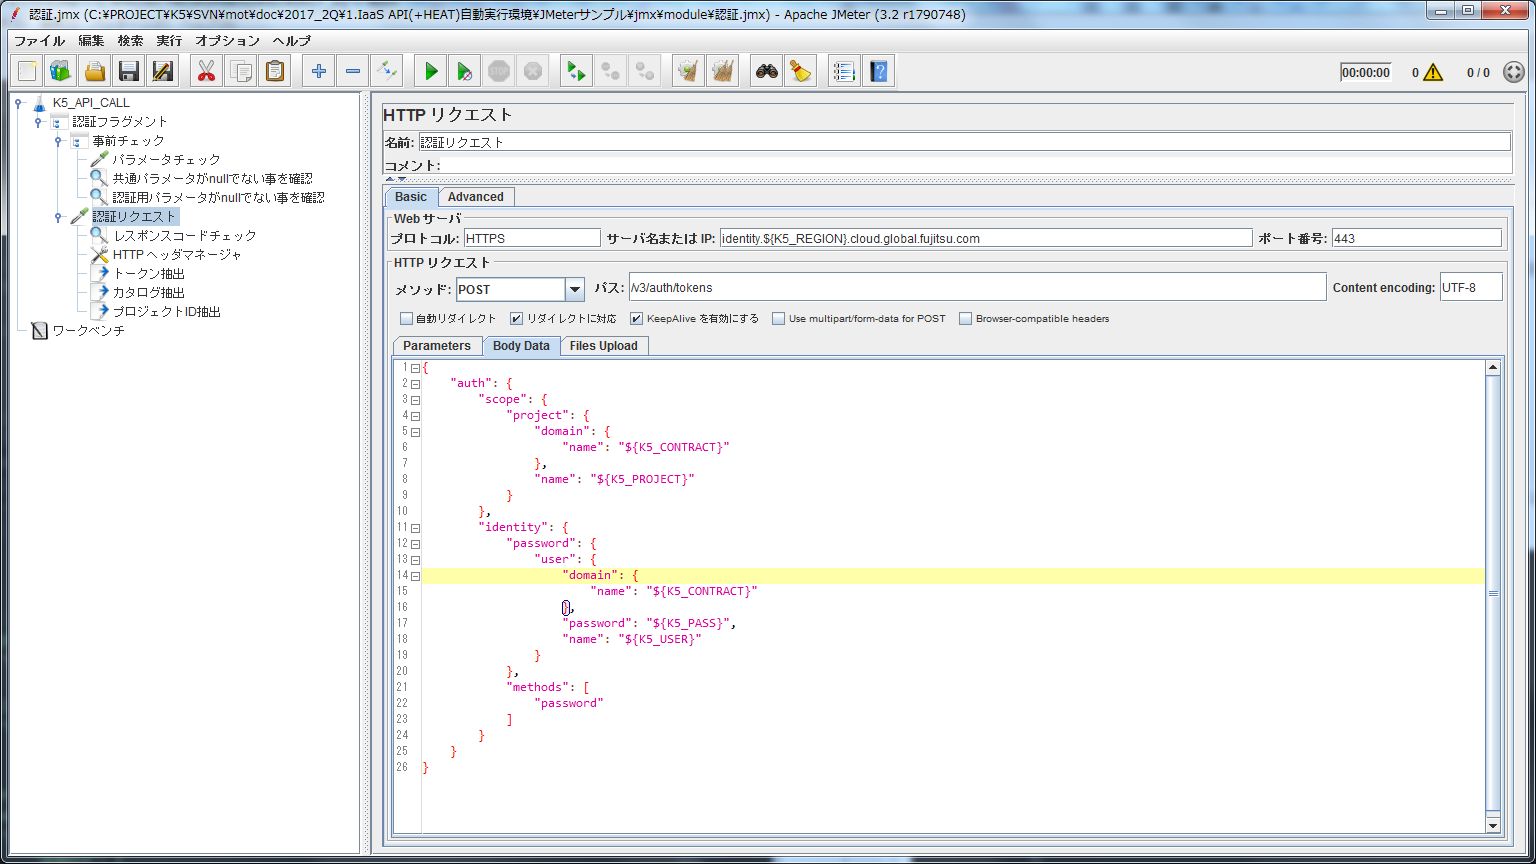 認証.jmx (C:¥PROJECT¥K5¥SVN¥mot¥doc¥2017_2Q¥1.IaaS API(+HEAT)自動実行環境¥JMeterサンプル¥jmx¥module¥認証.jmx) - Apache JMeter (3.2 r1790748)
ファイル 編集 検索 実行 オプション ヘルプ
STOP 00:00:00 0 0 / 0
K5_API_CALL
認証フラグメント
事前チェック
パラメータチェック
共通パラメータがnullでない事を確認
認証用パラメータがnullでない事を確認
認証リクエスト
レスポンスコードチェック
HTTP ヘッダマネージャ
トークン抽出
カタログ抽出
プロジェクトID抽出
ワークベンチ
HTTP リクエスト
名前: 認証リクエスト
コメント:
Basic Advanced
Web サーバ
プロトコル: HTTPS サーバ名または IP: identity.${K5_REGION}.cloud.global.fujitsu.com ポート番号: 443
HTTP リクエスト
メソッド: POST パス: /v3/auth/tokens Content encoding: UTF-8
自動リダイレクト リダイレクトに対応 KeepAlive を有効にする Use multipart/form-data for POST Browser-compatible headers
Parameters Body Data Files Upload
1 {
2 "auth": {
3 "scope": {
4 "project": {
5 "domain": {
6 "name": "${K5_CONTRACT}"
7 },
8 "name": "${K5_PROJECT}"
9 }
10 },
11 "identity": {
12 "password": {
13 "user": {
14 "domain": {
15 "name": "${K5_CONTRACT}"
16 },
17 "password": "${K5_PASS}",
18 "name": "${K5_USER}"
19 }
20 },
21 "methods": [
22 "password"
23 ]
24 }
25 }
26 }